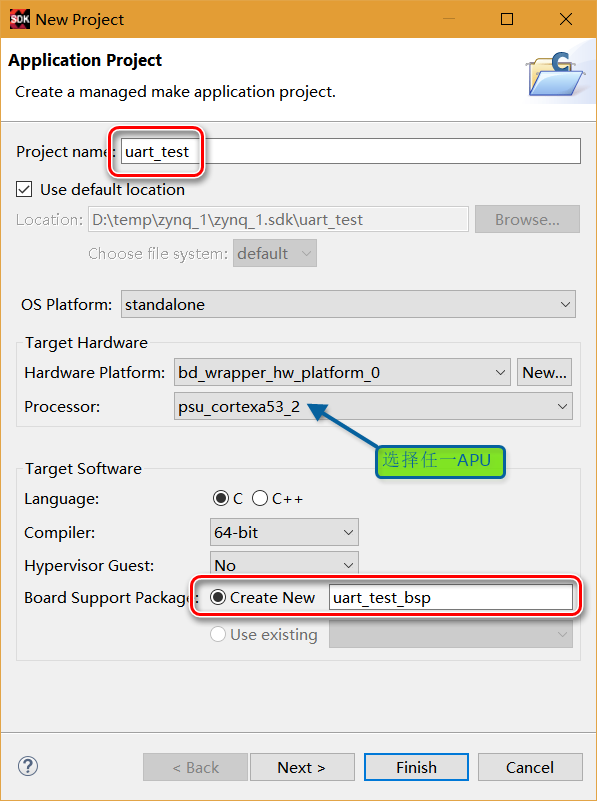 SDK New Project
Application Project
Create a managed make application project.
Project name: uart_test
Use default location
Location: D:\temp\zynq_1\zynq_1.sdk\uart_test Browse...
Choose file system: default
OS Platform: standalone
Target Hardware
Hardware Platform: bd_wrapper_hw_platform_0 New...
Processor: psu_cortexa53_2
选择任一APU
Target Software
Language: C C++
Compiler: 64-bit
Hypervisor Guest: No
Board Support Package: Create New uart_test_bsp
Use existing
? < Back Next > Finish Cancel